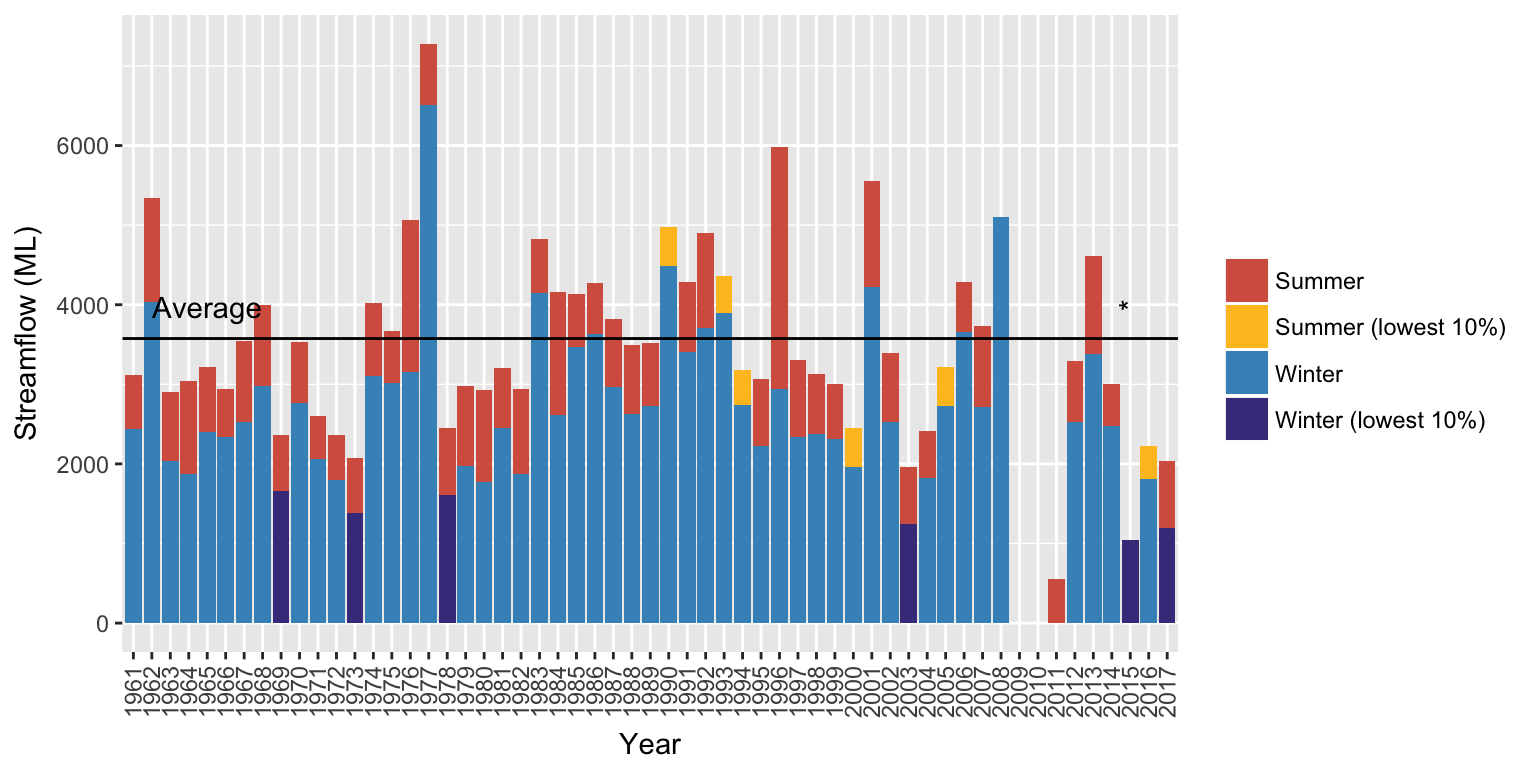 6000
4000
2000
0
Streamflow (ML)
Average
*
1961 1962 1963 1964 1965 1966 1967 1968 1969 1970 1971 1972 1973 1974 1975 1976 1977 1978 1979 1980 1981 1982 1983 1984 1985 1986 1987 1988 1989 1990 1991 1992 1993 1994 1995 1996 1997 1998 1999 2000 2001 2002 2003 2004 2005 2006 2007 2008 2009 2010 2011 2012 2013 2014 2015 2016 2017
Year
Summer
Summer (lowest 10%)
Winter
Winter (lowest 10%)